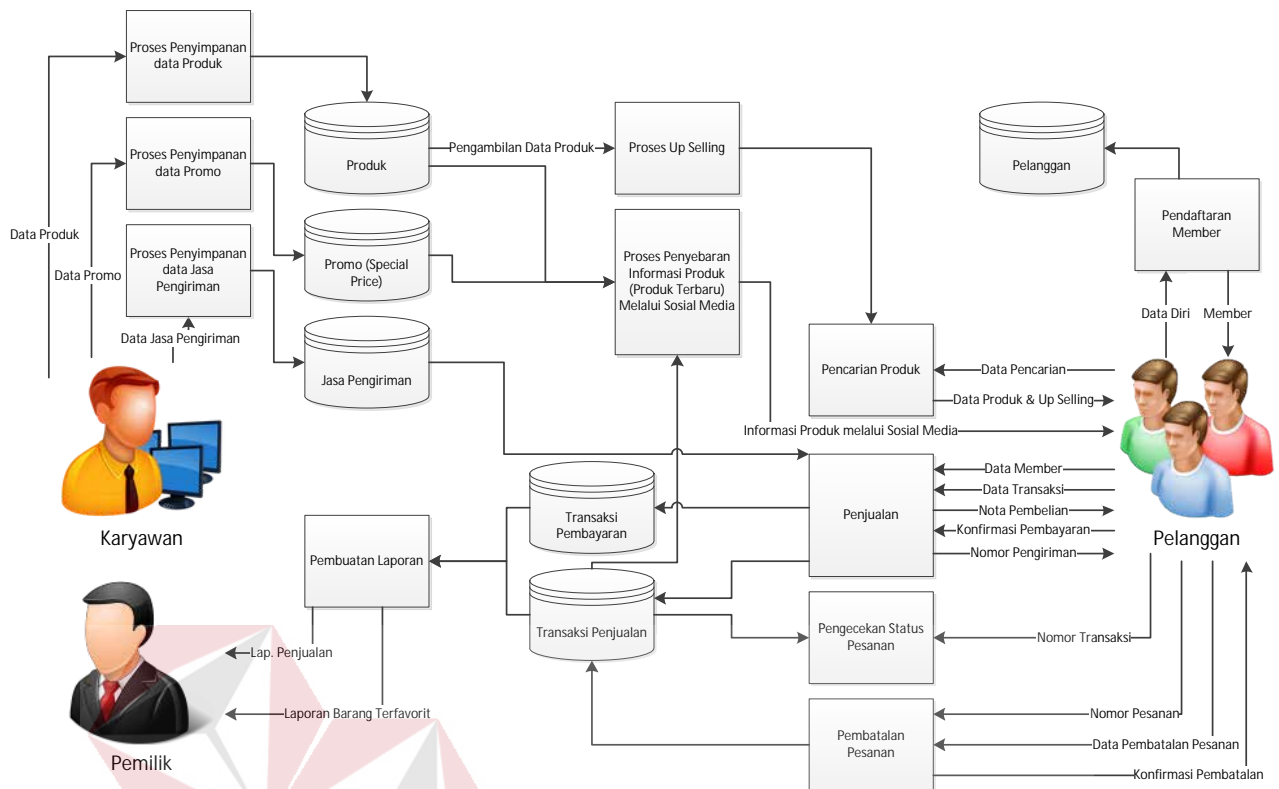 Proses Penyimpanan
data Produk
Produk
Pengambilan Data Produk
Proses Up Selling
Pelanggan
Pendaftaran
Member
Proses Penyimpanan
data Promo
Data Produk
Data Promo
Proses Penyimpanan
data Jasa
Pengiriman
Promo (Special
Price)
Proses Penyebaran
Informasi Produk
(Produk Terbaru)
Melalui Sosial Media
Data Diri
Member
Data Jasa Pengiriman
Jasa Pengiriman
Pencarian Produk
Data Pencarian
Data Produk & Up Selling
Informasi Produk melalui Sosial Media
Karyawan
Transaksi
Pembayaran
Penjualan
Data Member
Data Transaksi
Nota Pembelian
Konfirmasi Pembayaran
Nomor Pengiriman
Pelanggan
Pembuatan Laporan
Transaksi Penjualan
Pengecekan Status
Pesanan
Nomor Transaksi
Lap. Penjualan
Laporan Barang Terfavorit
Pemilik
Pembatalan
Pesanan
Nomor Pesanan
Data Pembatalan Pesanan
Konfirmasi Pembatalan